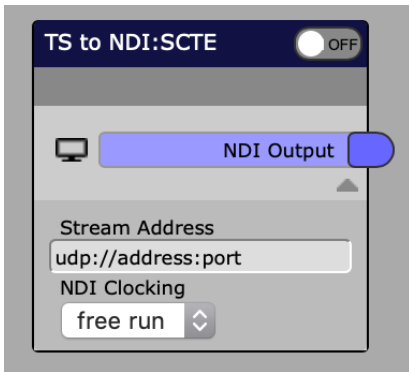 TS to NDI:SCTE OFF
NDI Output
Stream Address
udp://address:port
NDI Clocking
free run